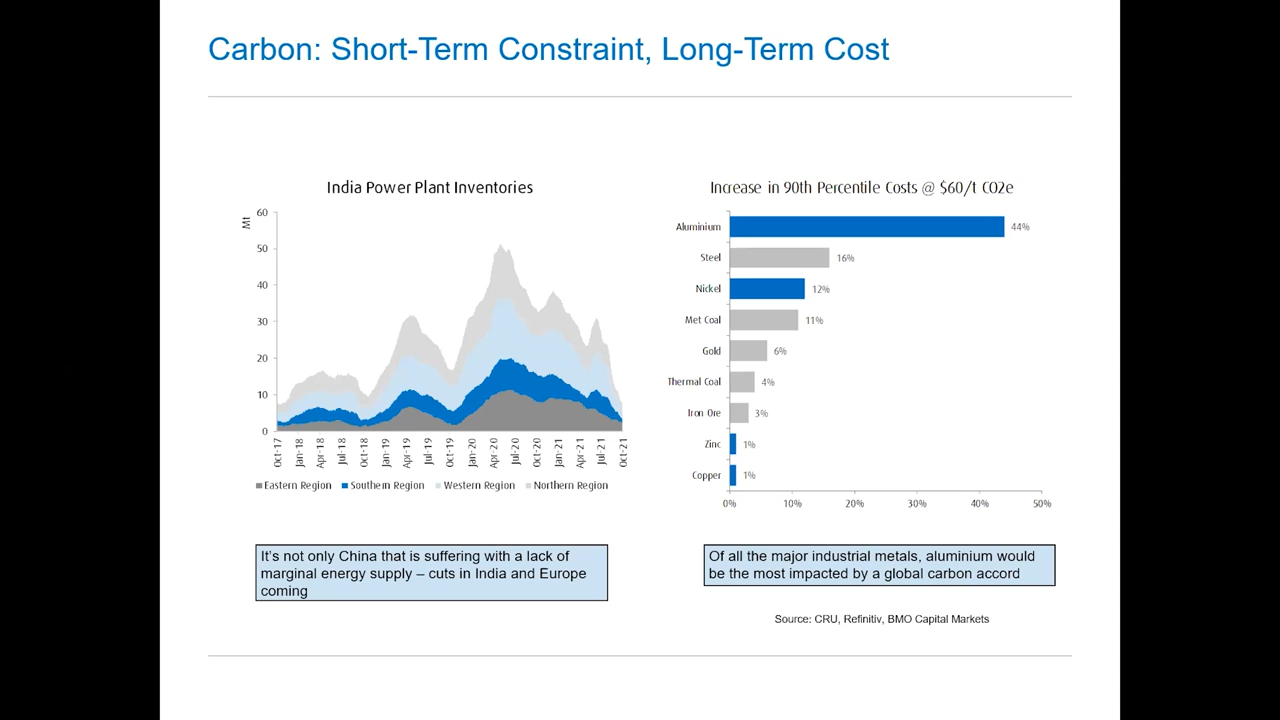 Carbon: Short-Term Constraint, Long-Term Cost
India Power Plant Inventories
Mt
60
50
40
30
20
10
0
Oct-17
Jan-18
Apr-18
Jul-18
Oct-18
Jan-19
Apr-19
Jul-19
Oct-19
Jan-20
Apr-20
Jul-20
Oct-20
Jan-21
Apr-21
Jul-21
Oct-21
Eastern Region Southern Region Western Region Northern Region
Increase in 90th Percentile Costs @ $60/t CO2e
Aluminium 44%
Steel 16%
Nickel 12%
Met Coal 11%
Gold 6%
Thermal Coal 4%
Iron Ore 3%
Zinc 1%
Copper 1%
0% 10% 20% 30% 40% 50%
It's not only China that is suffering with a lack of
marginal energy supply – cuts in India and Europe
coming
Of all the major industrial metals, aluminium would
be the most impacted by a global carbon accord
Source: CRU, Refinitiv, BMO Capital Markets